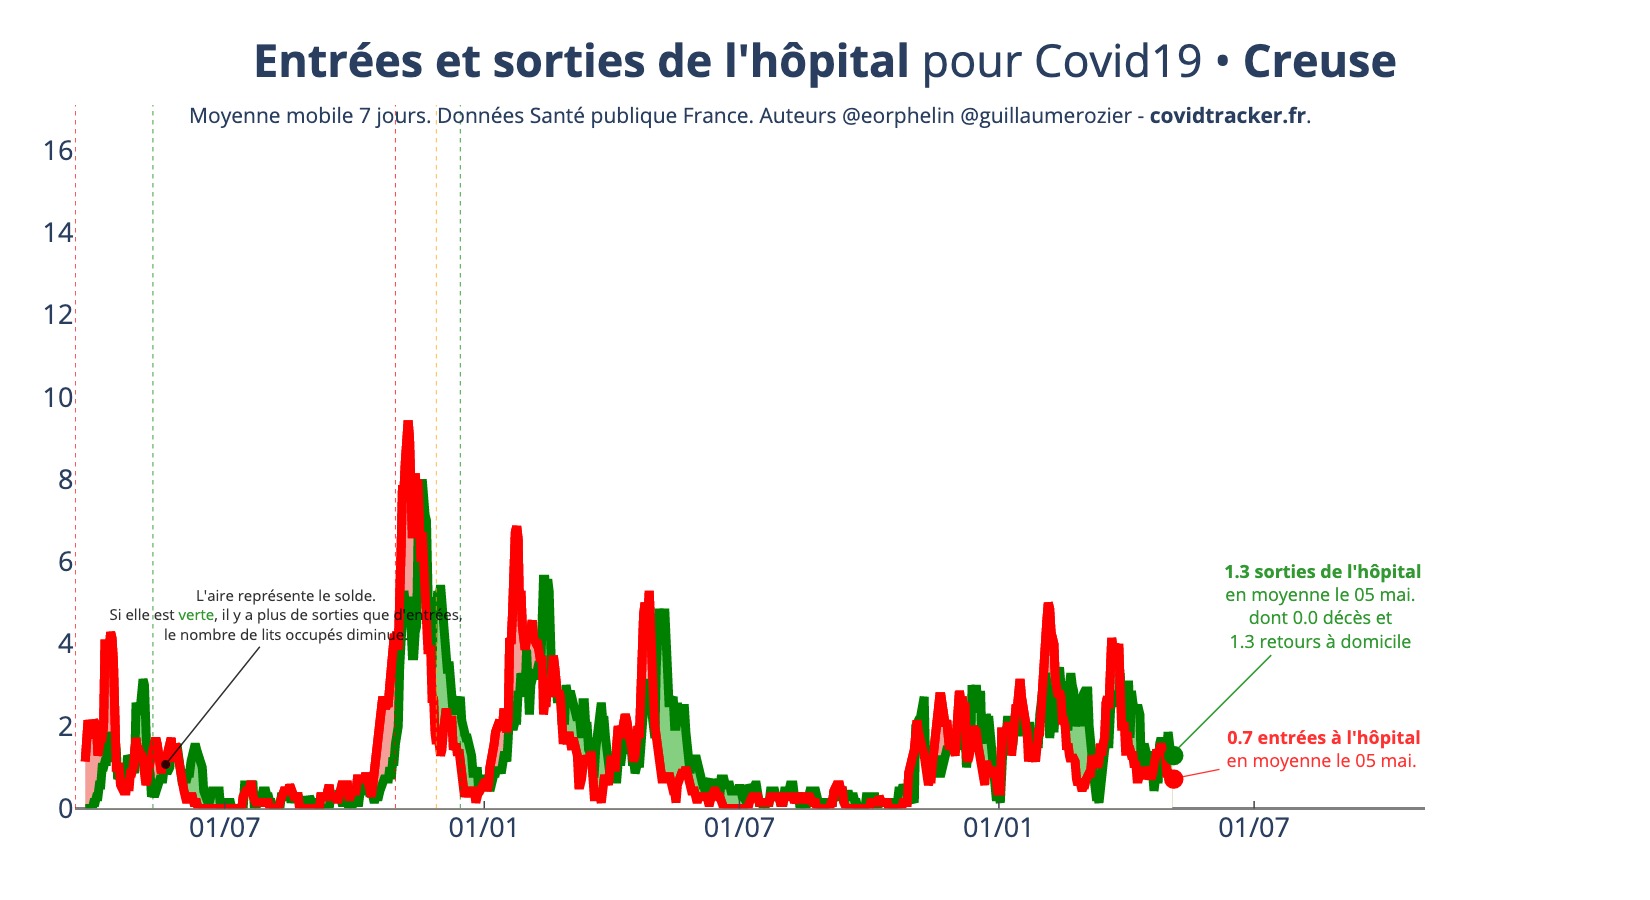 Entrées et sorties de l'hôpital pour Covid19 • Creuse
Moyenne mobile 7 jours. Données Santé publique France. Auteurs @eorphelin @guillaumerozier - covidtracker.fr.
16
14
12
10
8
6
4
2
0
L'aire représente le solde.
Si elle est verte, il y a plus de sorties que d'entrées,
le nombre de lits occupés diminue.
1.3 sorties de l'hôpital
en moyenne le 05 mai.
dont 0.0 décès et
1.3 retours à domicile
0.7 entrées à l'hôpital
en moyenne le 05 mai.
01/07
01/01
01/07
01/01
01/07